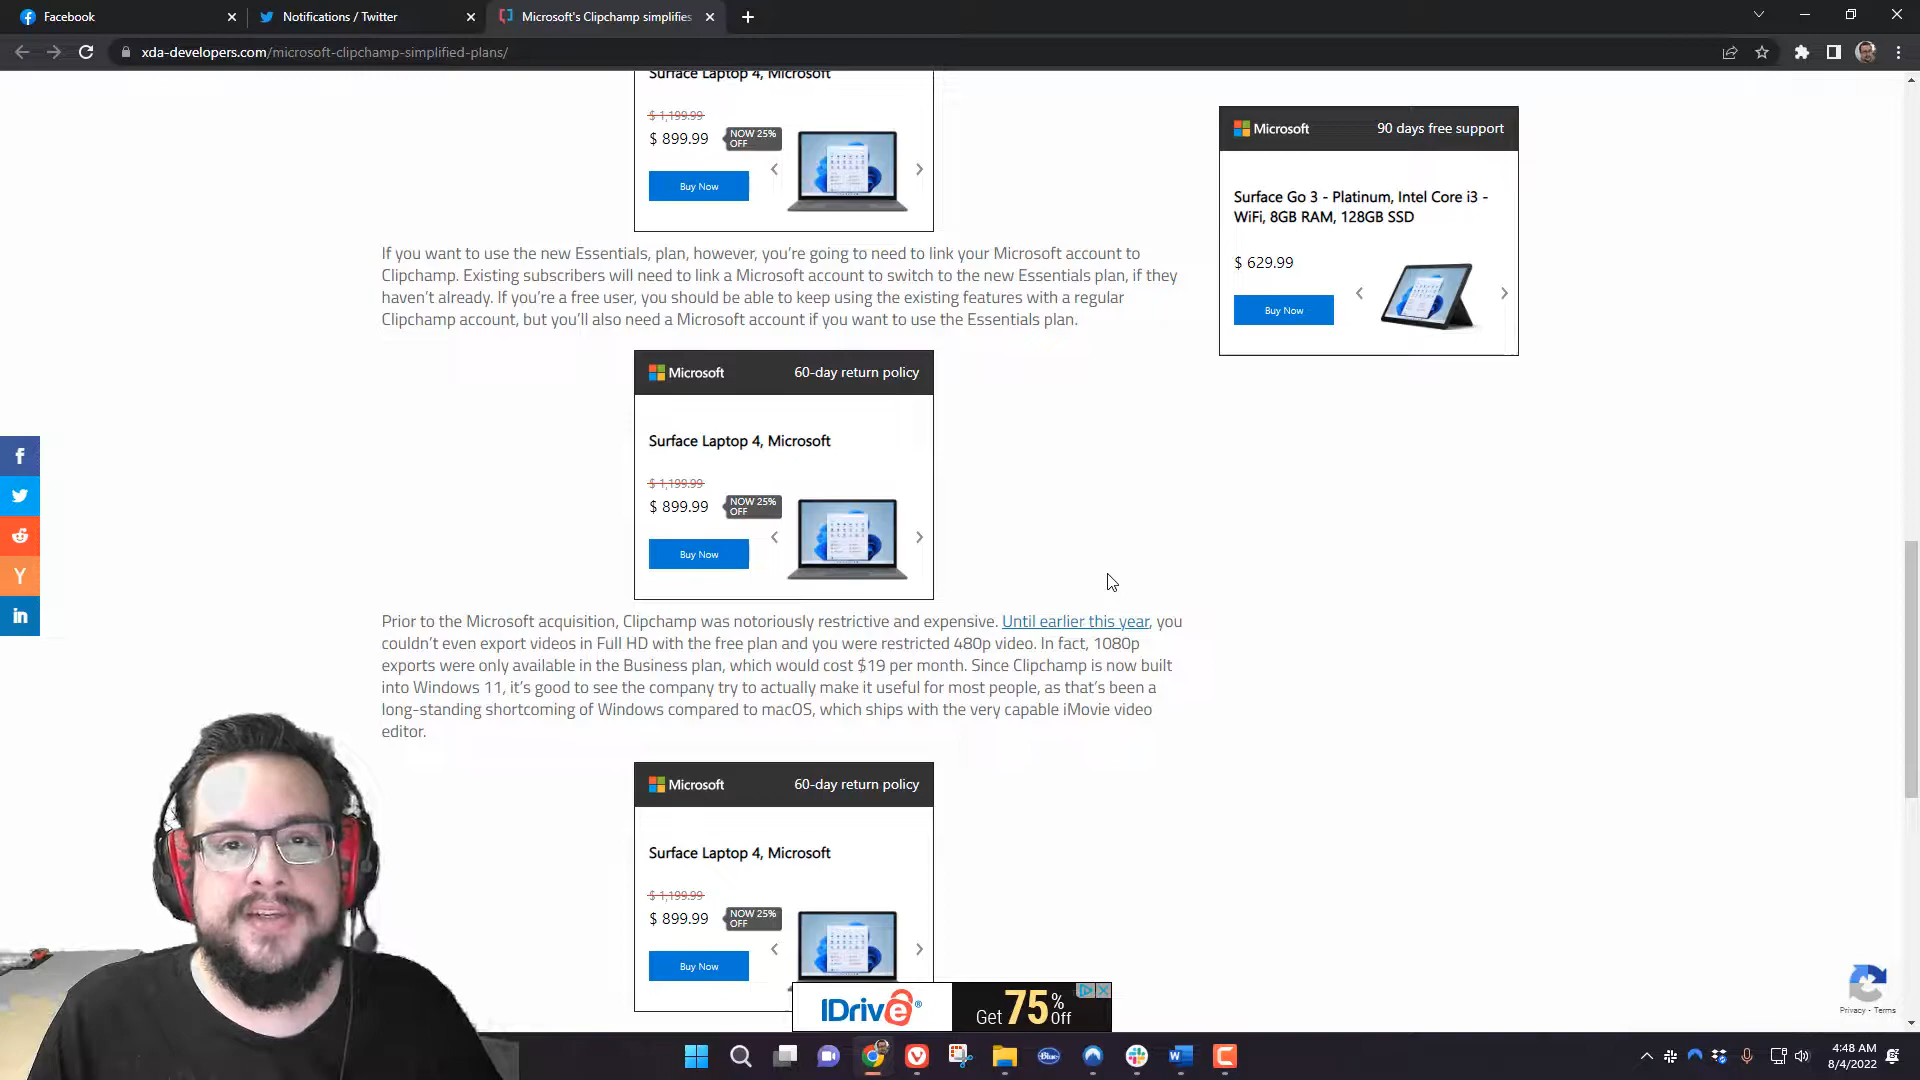 Facebook
Notifications / Twitter
Microsoft's Clipchamp simplifies
xda-developers.com/microsoft-clipchamp-simplified-plans/
Surface Laptop 4, Microsoft
$ 1,199.99
$ 899.99
NOW 25% OFF
Buy Now
Microsoft
90 days free support
Surface Go 3 - Platinum, Intel Core i3 -
WiFi, 8GB RAM, 128GB SSD
$ 629.99
Buy Now
If you want to use the new Essentials, plan, however, you're going to need to link your Microsoft account to
Clipchamp. Existing subscribers will need to link a Microsoft account to switch to the new Essentials plan, if they
haven't already. If you're a free user, you should be able to keep using the existing features with a regular
Clipchamp account, but you'll also need a Microsoft account if you want to use the Essentials plan.
Microsoft
60-day return policy
Surface Laptop 4, Microsoft
$ 1,199.99
$ 899.99
NOW 25% OFF
Buy Now
Prior to the Microsoft acquisition, Clipchamp was notoriously restrictive and expensive. Until earlier this year, you
couldn't even export videos in Full HD with the free plan and you were restricted 480p video. In fact, 1080p
exports were only available in the Business plan, which would cost $19 per month. Since Clipchamp is now built
into Windows 11, it's good to see the company try to actually make it useful for most people, as that's been a
long-standing shortcoming of Windows compared to macOS, which ships with the very capable iMovie video
editor.
Microsoft
60-day return policy
Surface Laptop 4, Microsoft
$ 1,199.99
$ 899.99
NOW 25% OFF
Buy Now
IDrive®
Get 75% Off
Privacy - Terms
Blue
4:48 AM
8/4/2022